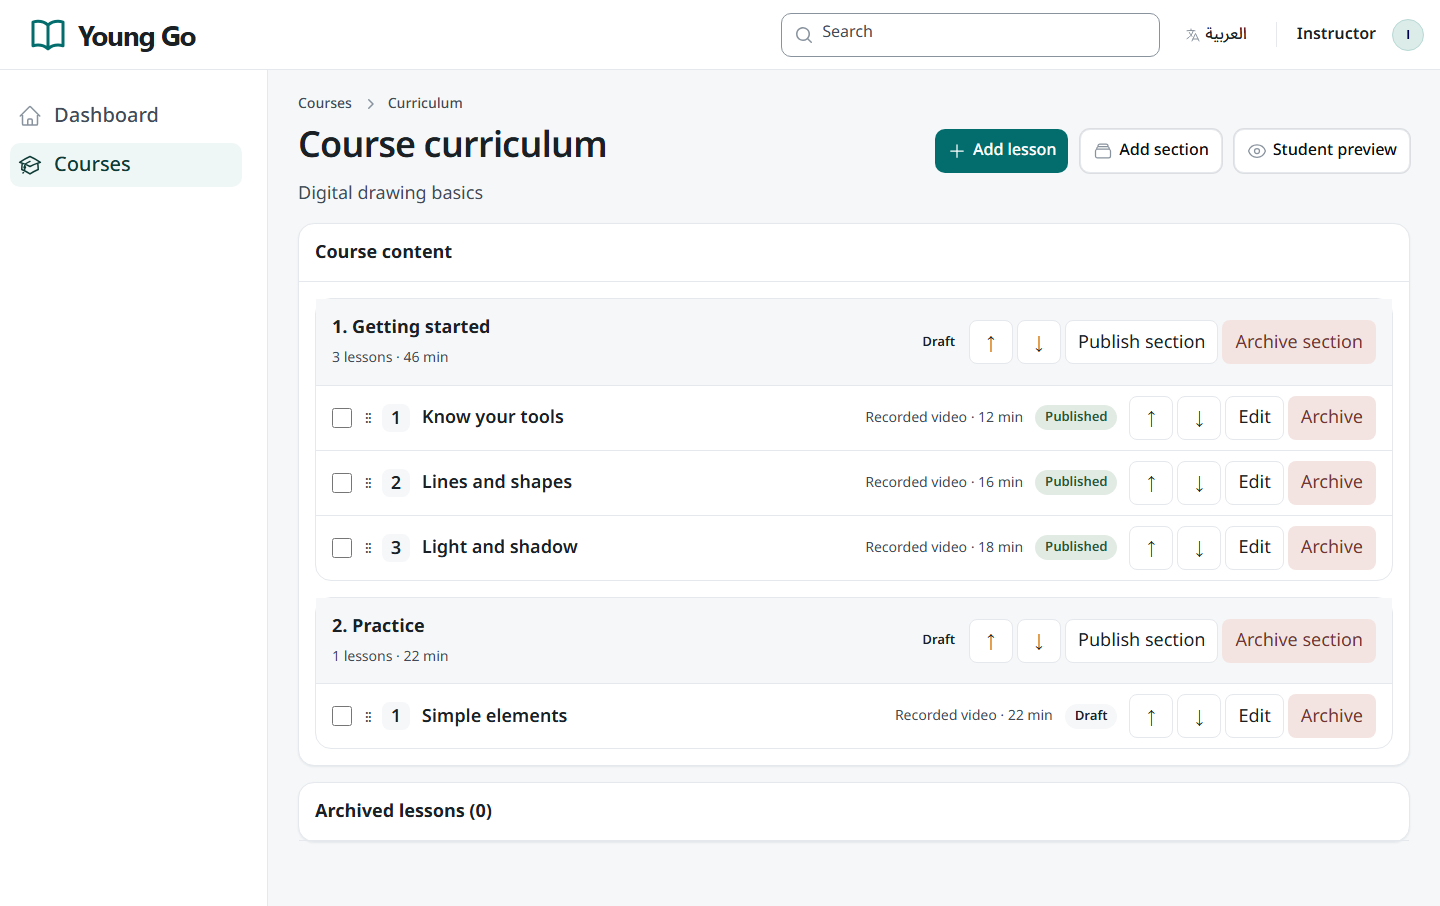 Young Go
Search
العربية
Instructor
I
Dashboard
Courses
Courses > Curriculum
Course curriculum
Digital drawing basics
Add lesson
Add section
Student preview
Course content
1. Getting started
3 lessons · 46 min
Draft ↑ ↓ Publish section Archive section
1 Know your tools Recorded video · 12 min Published ↑ ↓ Edit Archive
2 Lines and shapes Recorded video · 16 min Published ↑ ↓ Edit Archive
3 Light and shadow Recorded video · 18 min Published ↑ ↓ Edit Archive
2. Practice
1 lessons · 22 min
Draft ↑ ↓ Publish section Archive section
1 Simple elements Recorded video · 22 min Draft ↑ ↓ Edit Archive
Archived lessons (0)